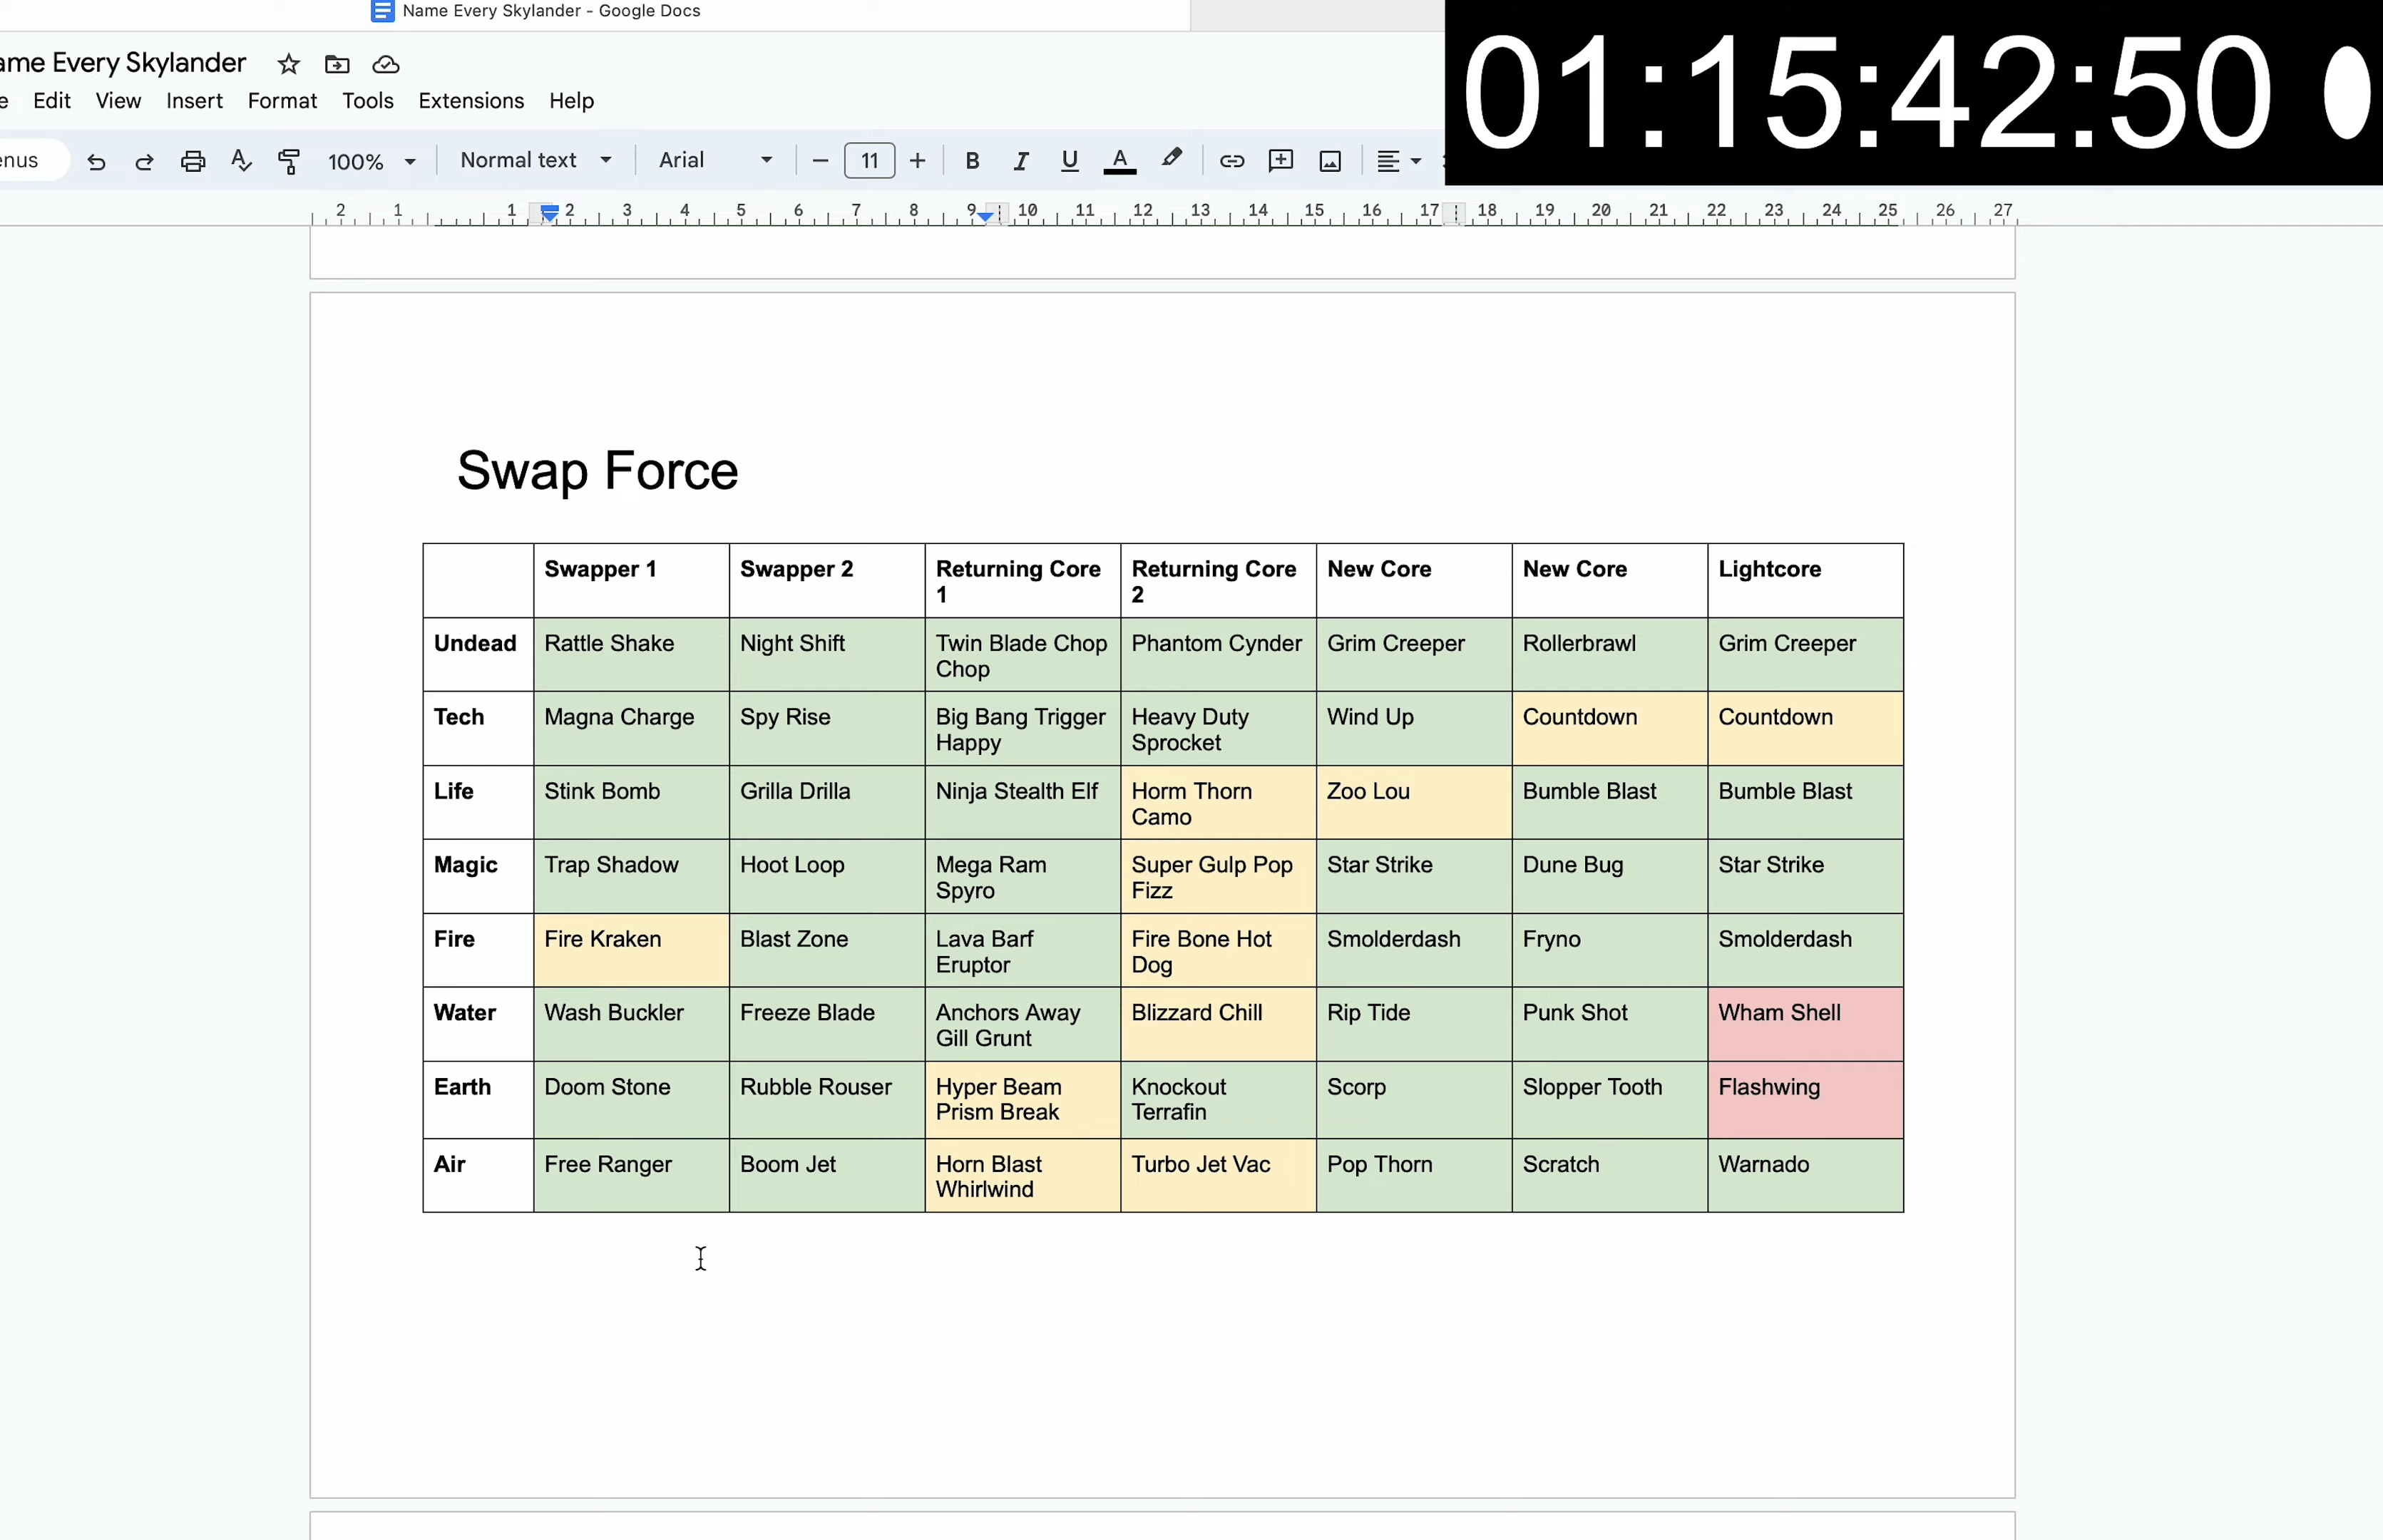 Name Every Skylander - Google Docs
01:15:42:50
ame Every Skylander
e Edit View Insert Format Tools Extensions Help
enus 100% Normal text Arial 11 B I U A
2 1 1 2 3 4 5 6 7 8 9 10 11 12 13 14 15 16 17 18 19 20 21 22 23 24 25 26 27
Swap Force
Swapper 1 Swapper 2 Returning Core Returning Core New Core New Core Lightcore
1 2
Undead Rattle Shake Night Shift Twin Blade Chop Phantom Cynder Grim Creeper Rollerbrawl Grim Creeper
Chop
Tech Magna Charge Spy Rise Big Bang Trigger Heavy Duty Wind Up Countdown Countdown
Happy Sprocket
Life Stink Bomb Grilla Drilla Ninja Stealth Elf Horm Thorn Zoo Lou Bumble Blast Bumble Blast
Camo
Magic Trap Shadow Hoot Loop Mega Ram Super Gulp Pop Star Strike Dune Bug Star Strike
Spyro Fizz
Fire Fire Kraken Blast Zone Lava Barf Fire Bone Hot Smolderdash Fryno Smolderdash
Eruptor Dog
Water Wash Buckler Freeze Blade Anchors Away Blizzard Chill Rip Tide Punk Shot Wham Shell
Gill Grunt
Earth Doom Stone Rubble Rouser Hyper Beam Knockout Scorp Slopper Tooth Flashwing
Prism Break Terrafin
Air Free Ranger Boom Jet Horn Blast Turbo Jet Vac Pop Thorn Scratch Warnado
Whirlwind